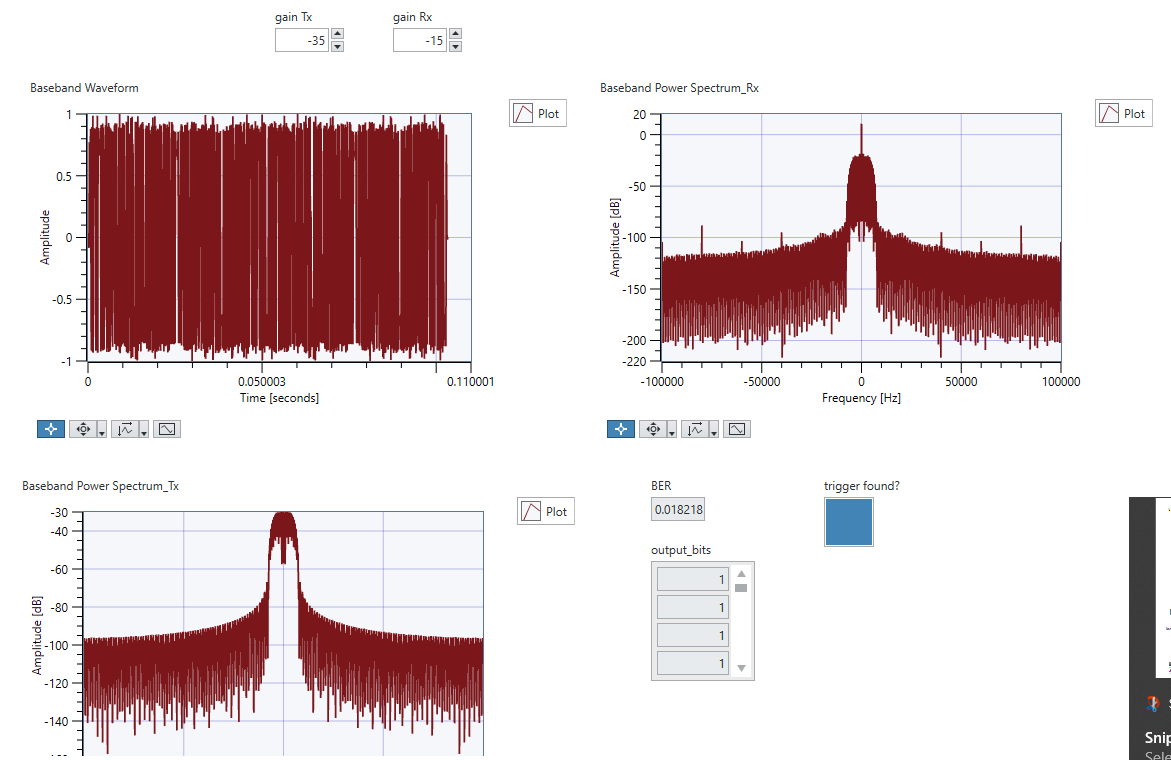 gain Tx
gain Rx
-35
-15
Baseband Waveform
Plot
1
0.5
0
-0.5
-1
Amplitude
0
0.050003
0.110001
Time [seconds]
Baseband Power Spectrum_Rx
Plot
20
0
-50
-100
-150
-200
-220
Amplitude [dB]
-100000
-50000
0
50000
100000
Frequency [Hz]
Baseband Power Spectrum_Tx
Plot
-30
-40
-60
-80
-100
-120
-140
Amplitude [dB]
BER
0.018218
trigger found?
output_bits
1
1
1
1
Snip
Sele